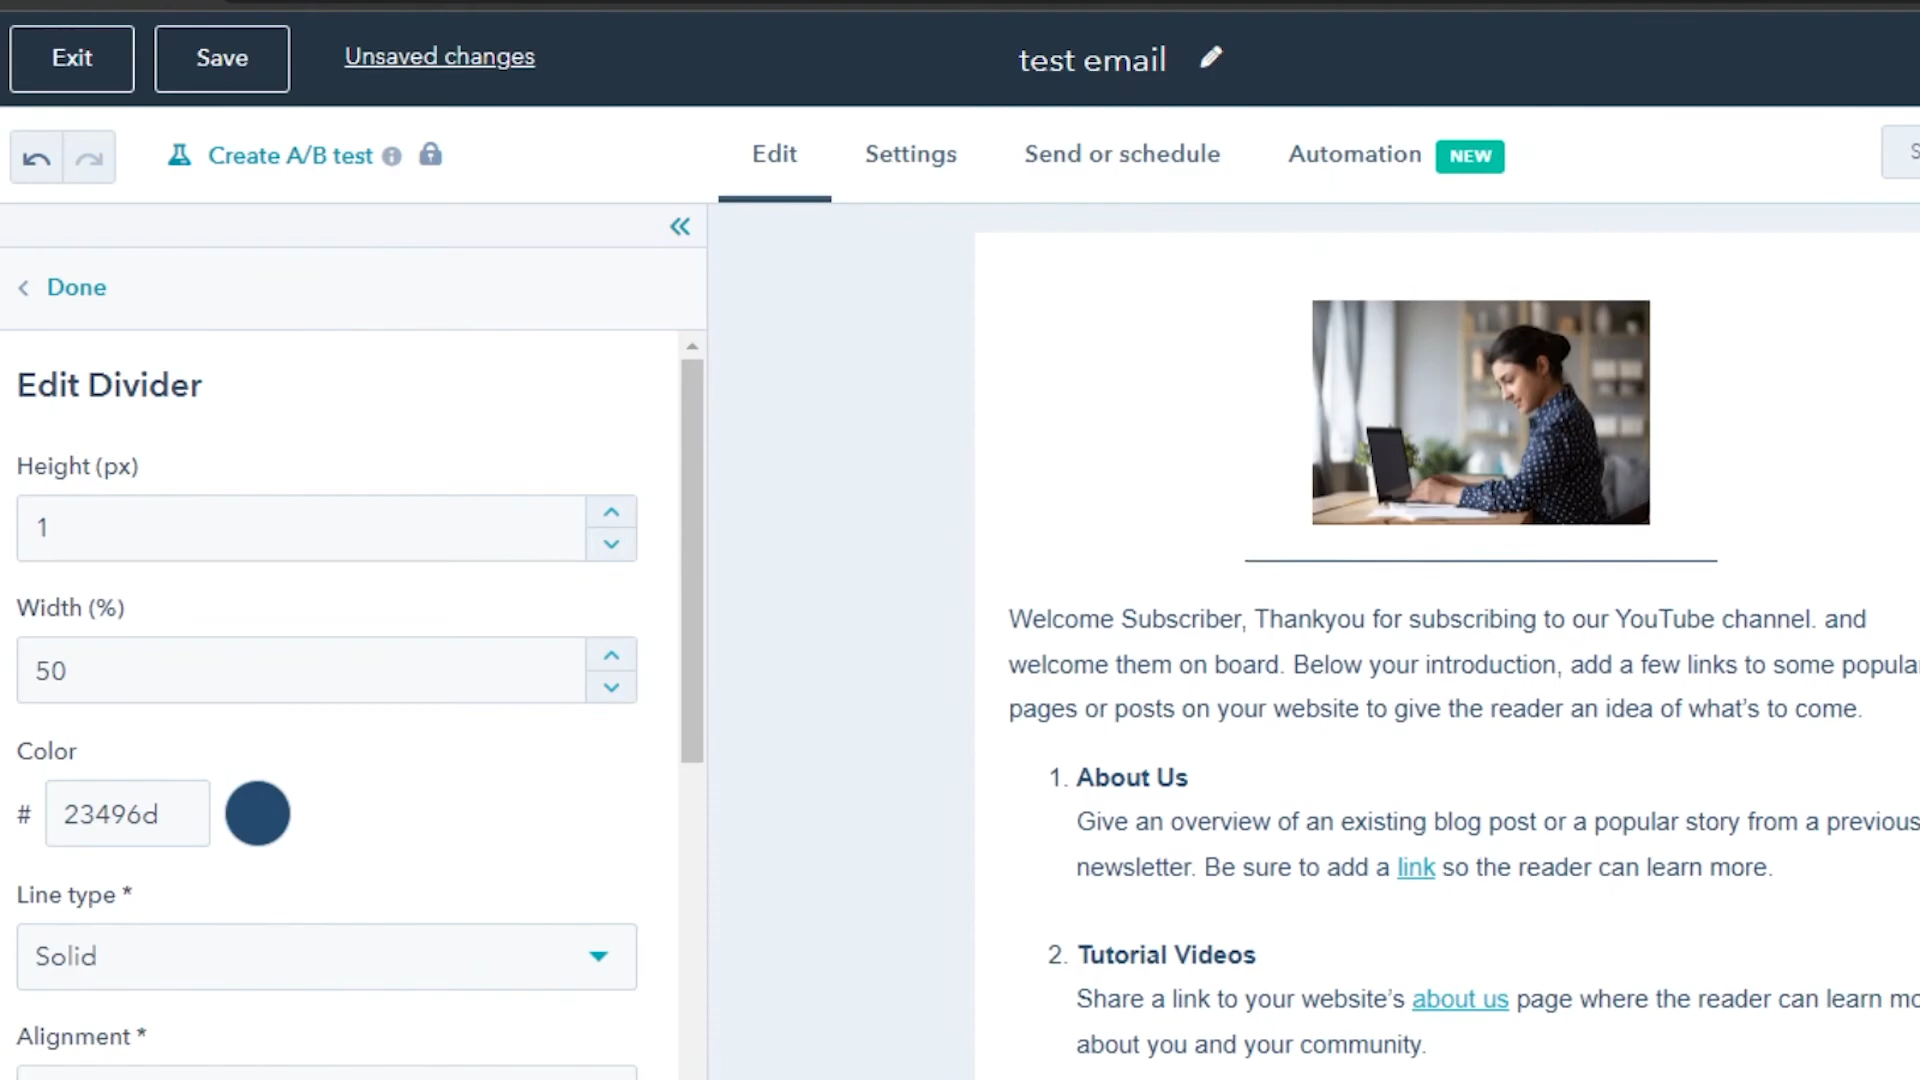 Exit
Save
Unsaved changes
test email
Create A/B test
Edit
Settings
Send or schedule
Automation
NEW
Done
Edit Divider
Height (px)
1
Width (%)
50
Color
# 23496d
Line type *
Solid
Alignment *
Welcome Subscriber, Thankyou for subscribing to our YouTube channel. and
welcome them on board. Below your introduction, add a few links to some popular
pages or posts on your website to give the reader an idea of what’s to come.
1. About Us
Give an overview of an existing blog post or a popular story from a previous
newsletter. Be sure to add a link so the reader can learn more.
2. Tutorial Videos
Share a link to your website’s about us page where the reader can learn mo
about you and your community.